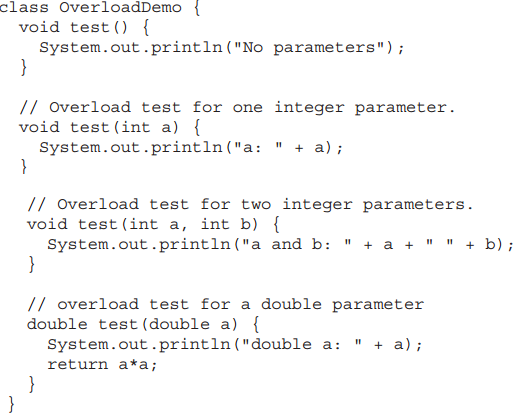 class OverloadDemo {
void test() {
System.out.println("No parameters");
}
// Overload test for one integer parameter.
void test(int a) {
System.out.println("a: " + a);
}
// Overload test for two integer parameters.
void test(int a, int b) {
System.out.println("a and b: " + a + " " + b);
}
// overload test for a double parameter
double test(double a) {
System.out.println("double a: " + a);
return a*a;
}
}